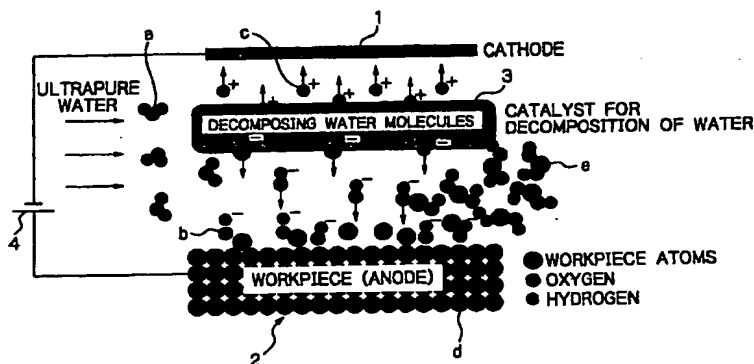 1
a
c
CATHODE
3
ULTRAPURE
WATER
CATALYST FOR
DECOMPOSITION OF WATER
DECOMPOSING WATER MOLECULES
e
b
4
WORKPIECE (ANODE)
WORKPIECE ATOMS
OXYGEN
HYDROGEN
2
d